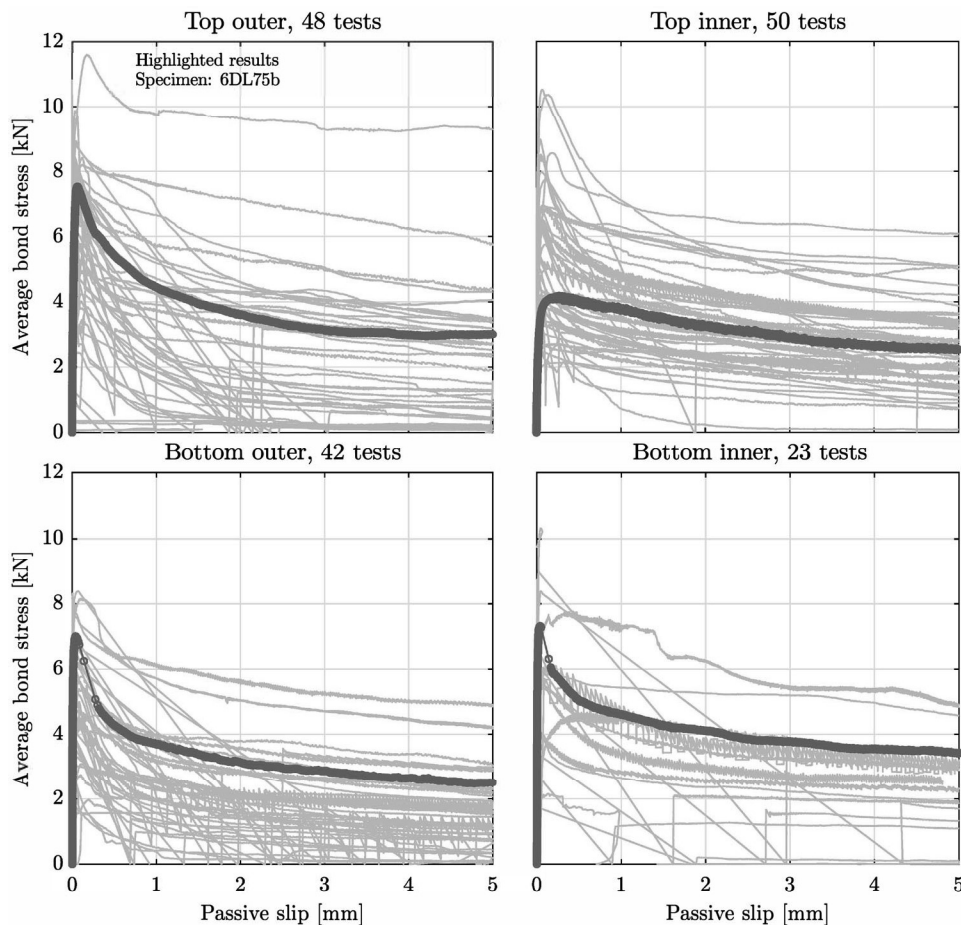 Top outer, 48 tests
Top inner, 50 tests
Highlighted results
Specimen: 6DL75b
Average bond stress [kN]
12
10
8
6
4
2
0
Bottom outer, 42 tests
Bottom inner, 23 tests
Average bond stress [kN]
12
10
8
6
4
2
0
0 1 2 3 4 5
0 1 2 3 4 5
Passive slip [mm]
Passive slip [mm]